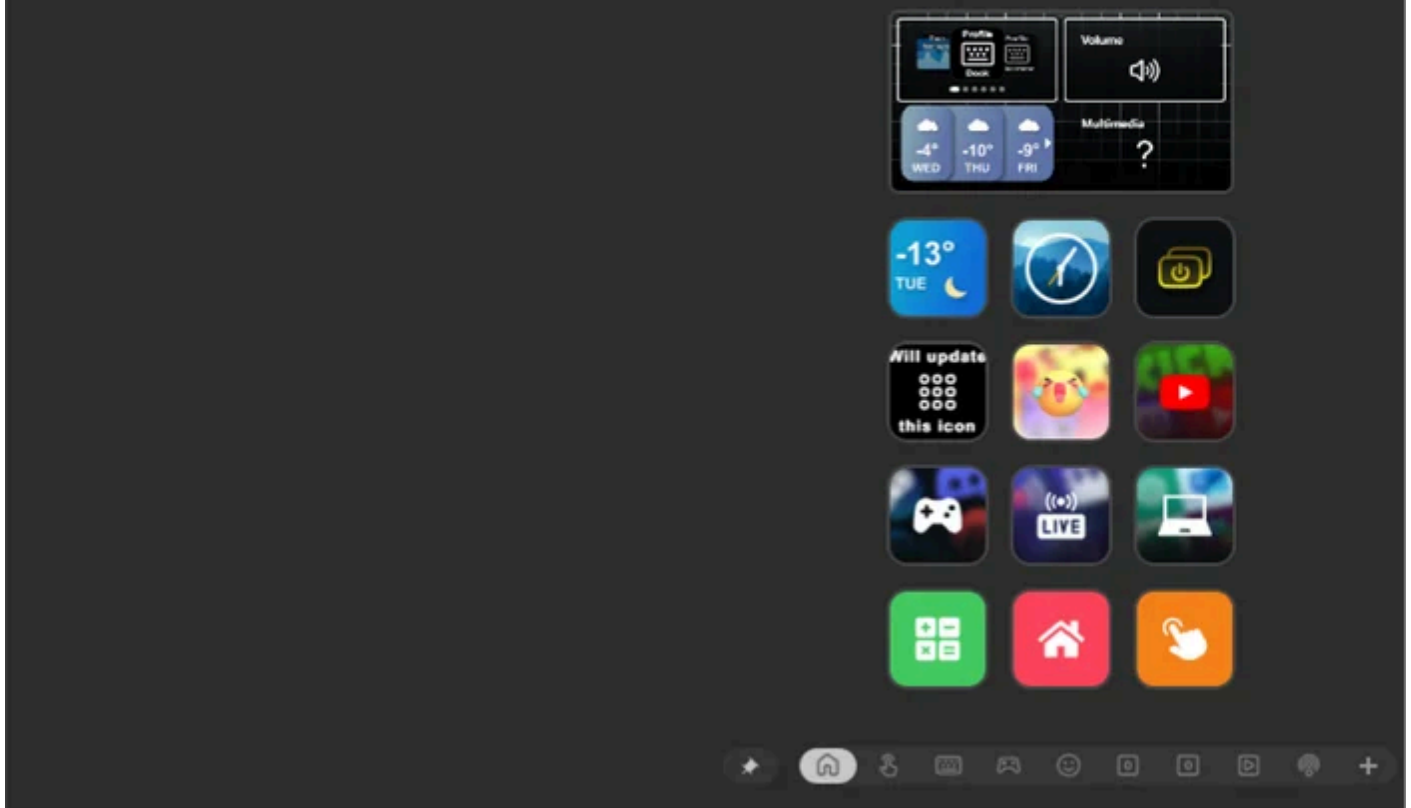 Profile
Dock
Volume
-4°
WED
-10°
THU
-9°
FRI
Multimedia
?
-13°
TUE
Will update
this icon
LIVE